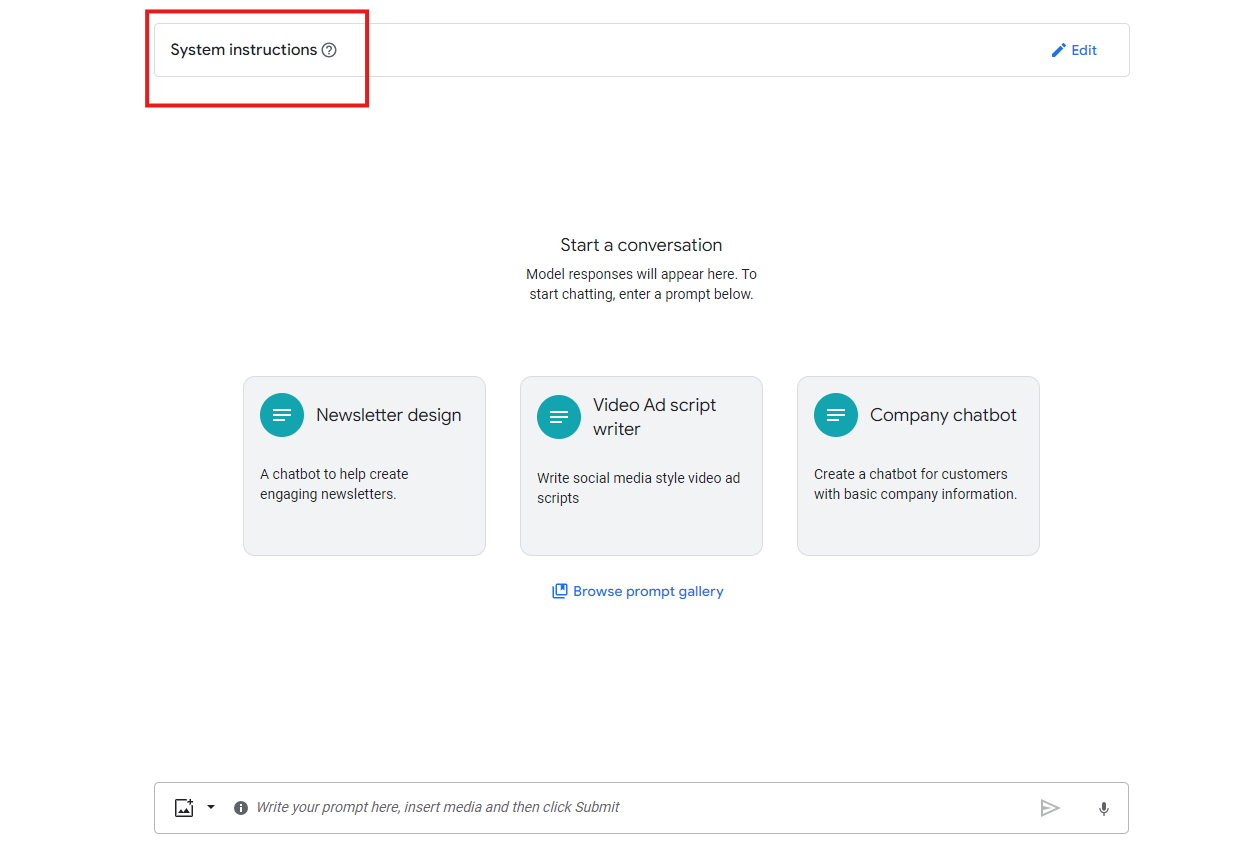 System instructions
Edit
Start a conversation
Model responses will appear here. To
start chatting, enter a prompt below.
Newsletter design
A chatbot to help create
engaging newsletters.
Video Ad script
writer
Write social media style video ad
scripts
Company chatbot
Create a chatbot for customers
with basic company information.
Browse prompt gallery
Write your prompt here, insert media and then click Submit